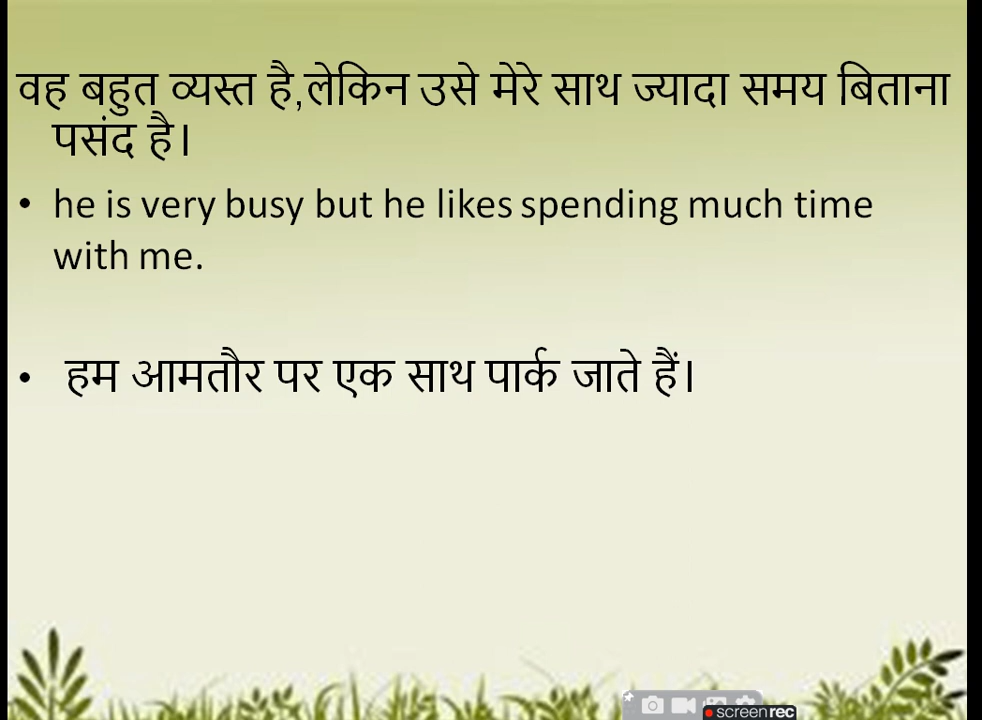 वह बहुत व्यस्त है,लेकिन उसे मेरे साथ ज्यादा समय बिताना
पसंद है।
• he is very busy but he likes spending much time
with me.
• हम आमतौर पर एक साथ पार्क जाते हैं।
screenrec